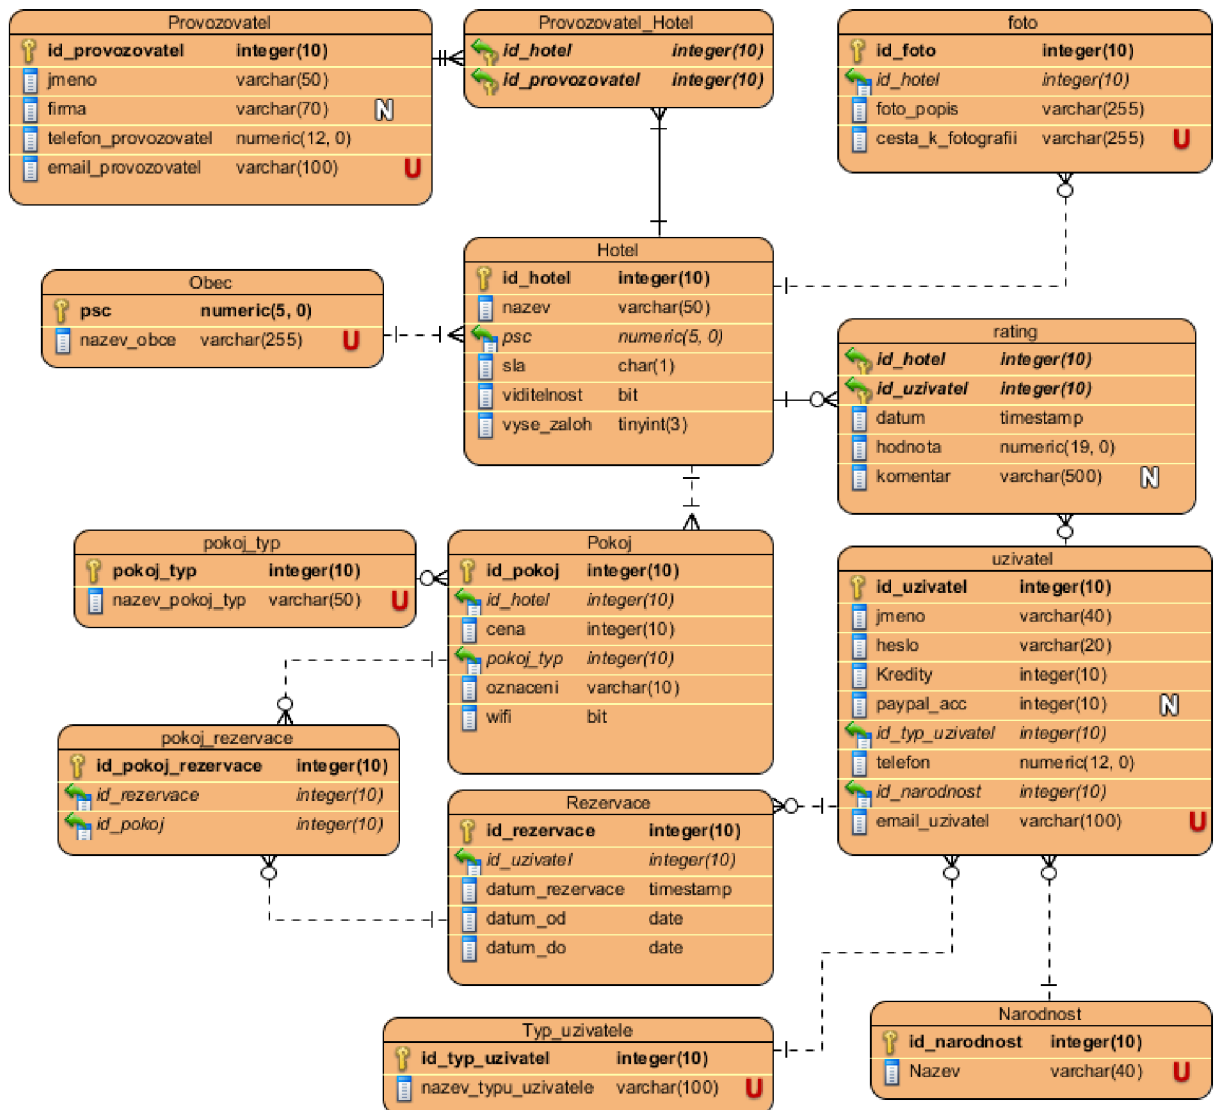 Provozovatel
id_provozovatel integer(10)
jmeno varchar(50)
firma varchar(70) N
telefon_provozovatel numeric(12, 0)
email_provozovatel varchar(100) U
Provozovatel_Hotel
id_hotel integer(10)
id_provozovatel integer(10)
foto
id_foto integer(10)
id_hotel integer(10)
foto_popis varchar(255)
cesta_k_fotografii varchar(255) U
Hotel
id_hotel integer(10)
nazev varchar(50)
psc numeric(5, 0)
sla char(1)
viditelnost bit
vyse_zaloh tinyint(3)
Obec
psc numeric(5, 0)
nazev_obce varchar(255) U
rating
id_hotel integer(10)
id_uzivatel integer(10)
datum timestamp
hodnota numeric(19, 0)
komentar varchar(500) N
pokoj_typ
pokoj_typ integer(10)
nazev_pokoj_typ varchar(50) U
Pokoj
id_pokoj integer(10)
id_hotel integer(10)
cena integer(10)
pokoj_typ integer(10)
oznaceni varchar(10)
wifi bit
uzivatel
id_uzivatel integer(10)
jmeno varchar(40)
heslo varchar(20)
Kredity integer(10)
paypal_acc integer(10) N
id_typ_uzivatel integer(10)
telefon numeric(12, 0)
id_narodnost integer(10)
email_uzivatel varchar(100) U
pokoj_rezervace
id_pokoj_rezervace integer(10)
id_rezervace integer(10)
id_pokoj integer(10)
Rezervace
id_rezervace integer(10)
id_uzivatel integer(10)
datum_rezervace timestamp
datum_od date
datum_do date
Typ_uzivatele
id_typ_uzivatel integer(10)
nazev_typu_uzivatele varchar(100) U
Narodnost
id_narodnost integer(10)
Nazev varchar(40) U